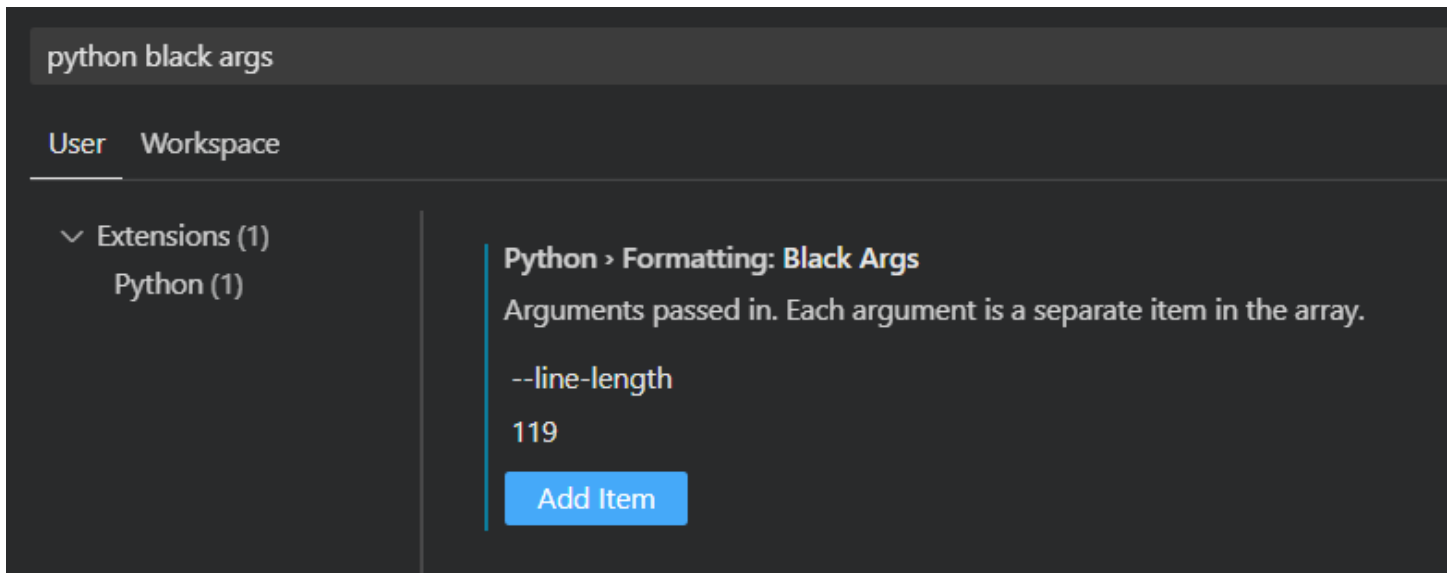 python black args
User Workspace
Extensions (1)
Python (1)
Python › Formatting: Black Args
Arguments passed in. Each argument is a separate item in the array.
--line-length
119
Add Item